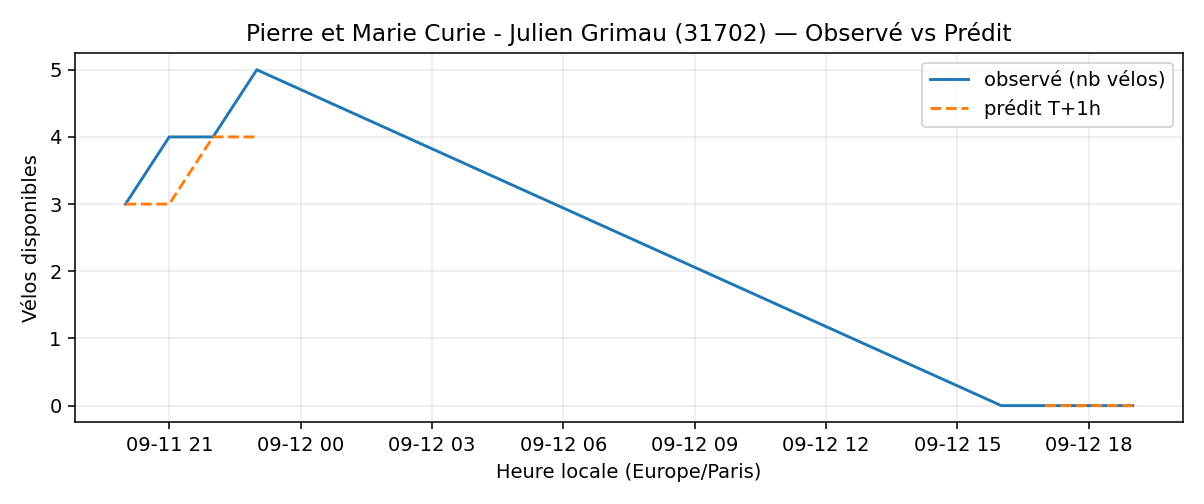 Pierre et Marie Curie - Julien Grimau (31702) — Observé vs Prédit
observé (nb vélos)
prédit T+1h
Vélos disponibles
5
4
3
2
1
0
09-11 21 09-12 00 09-12 03 09-12 06 09-12 09 09-12 12 09-12 15 09-12 18
Heure locale (Europe/Paris)